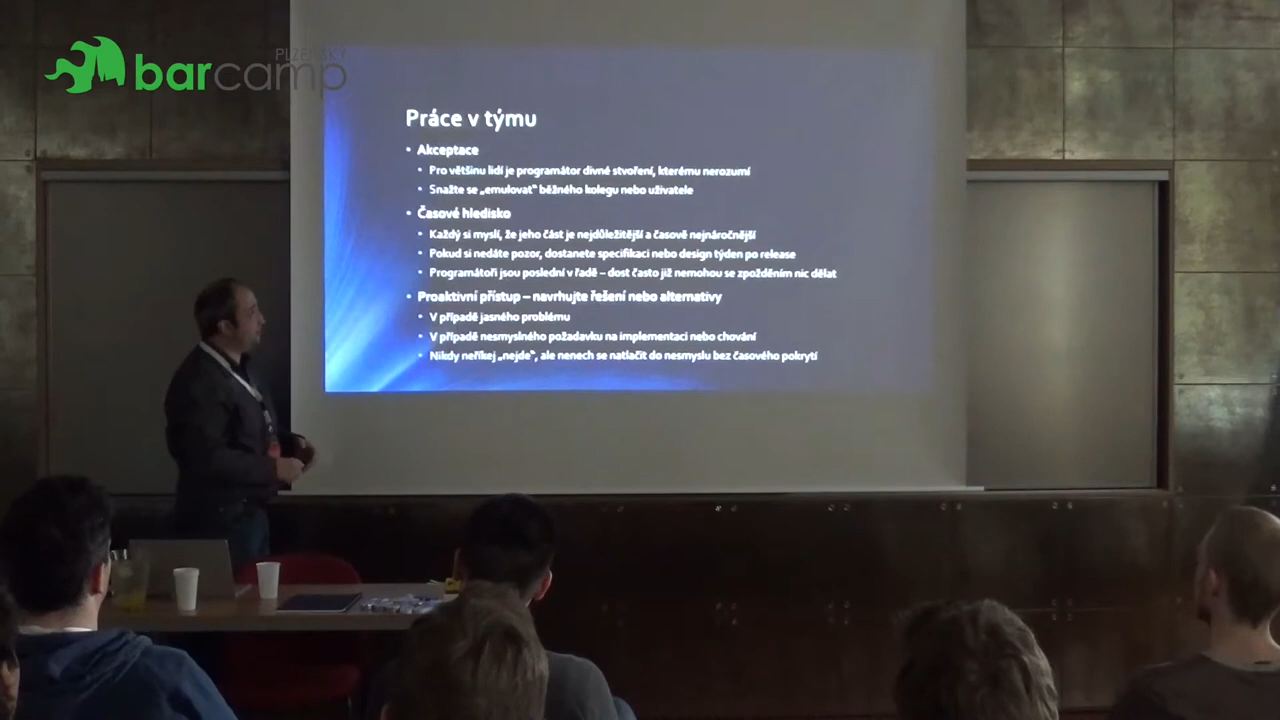 PLZEŇSKÝ
barcamp
Práce v týmu
• Akceptace
• Pro většinu lidí je programátor divné stvoření, kterému nerozumí
• Snažte se „emulovat“ běžného kolegu nebo uživatele
• Časové hledisko
• Každý si myslí, že jeho část je nejdůležitější a časově nejnáročnější
• Pokud si nedáte pozor, dostanete specifikaci nebo design týden po release
• Programátoři jsou poslední v řadě – dost často již nemohou se zpožděním nic dělat
• Proaktivní přístup – navrhujte řešení nebo alternativy
• V případě jasného problému
• V případě nesmyslného požadavku na implementaci nebo chování
• Nikdy neříkej „nejde“, ale nenech se natlačit do nesmyslu bez časového pokrytí